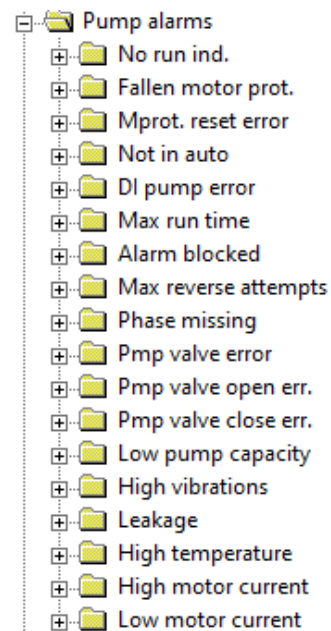 Pump alarms
No run ind.
Fallen motor prot.
Mprot. reset error
Not in auto
DI pump error
Max run time
Alarm blocked
Max reverse attempts
Phase missing
Pmp valve error
Pmp valve open err.
Pmp valve close err.
Low pump capacity
High vibrations
Leakage
High temperature
High motor current
Low motor current